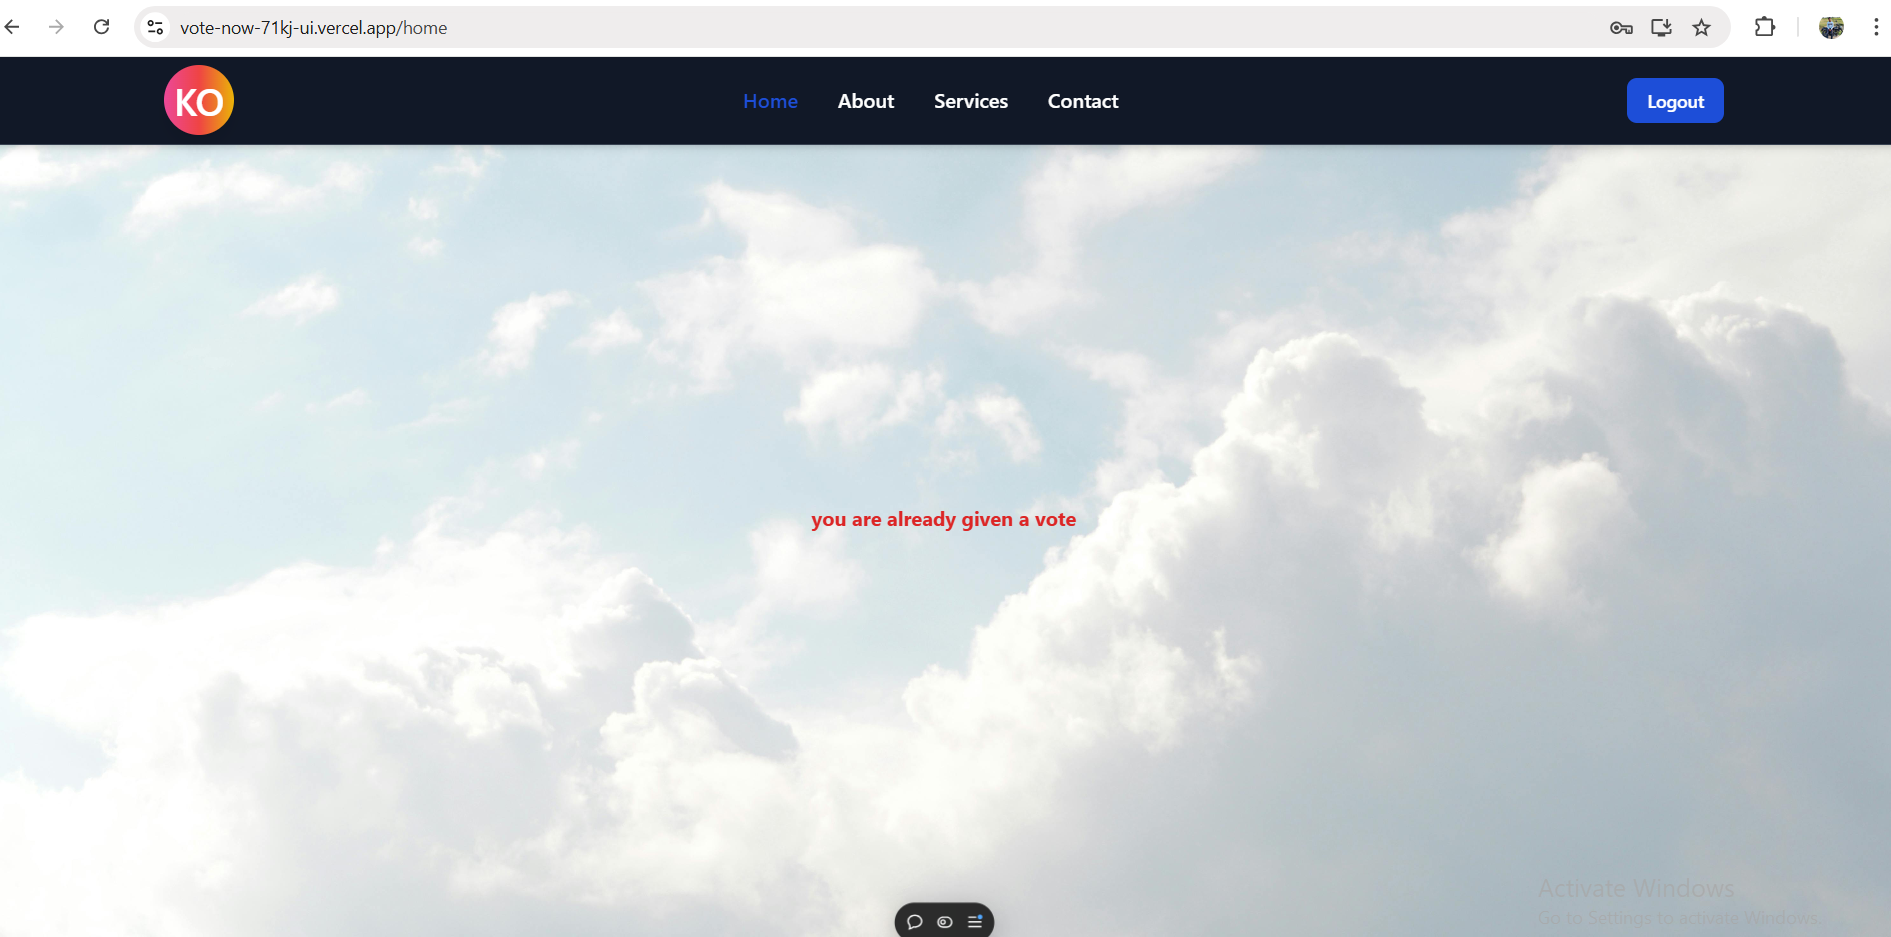 vote-now-71kj-ui.vercel.app/home
KO
Home About Services Contact Logout
you are already given a vote
Activate Windows
Go to Settings to activate Windows.